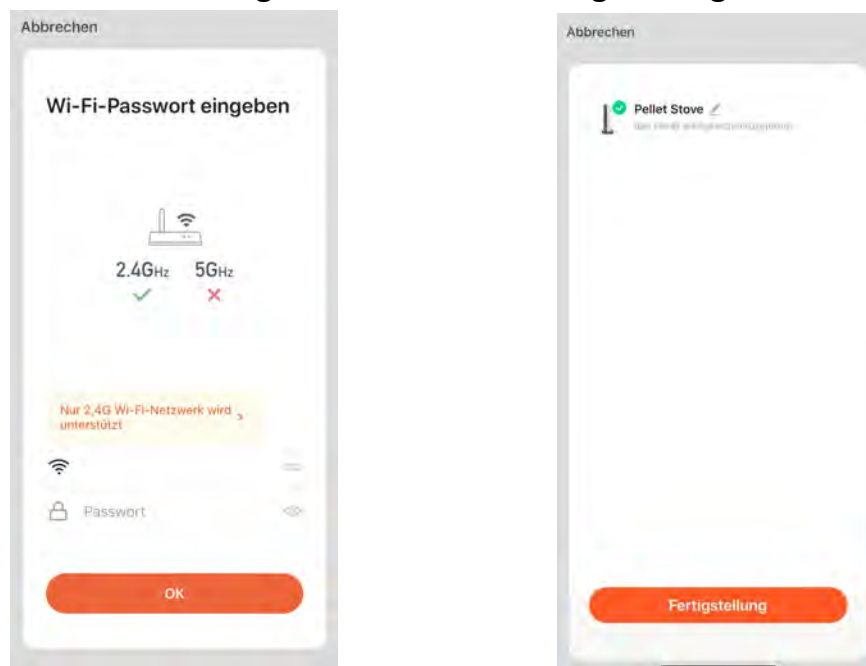 Abbrechen
Wi-Fi-Passwort eingeben
2.4GHz 5GHz
Nur 2,4G Wi-Fi-Netzwerk wird
unterstützt
Passwort
OK
Abbrechen
Pellet Stove
Fertigstellung